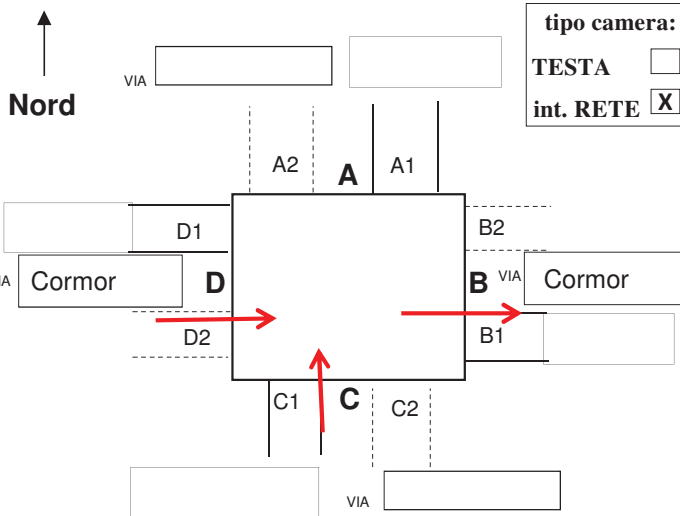 tipo camera:
TESTA
int. RETE X
Nord
VIA
A2
A
A1
D1
B2
VIA Cormor
D
B
VIA Cormor
D2
B1
C1
C
C2
VIA